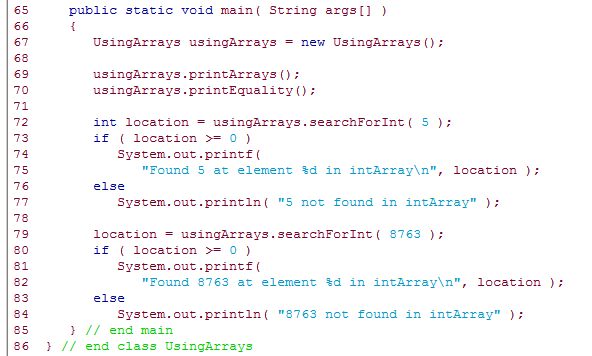 65 public static void main( String args[] )
66 {
67 UsingArrays usingArrays = new UsingArrays();
68
69 usingArrays.printArrays();
70 usingArrays.printEquality();
71
72 int location = usingArrays.searchForInt( 5 );
73 if ( location >= 0 )
74 System.out.printf(
75 "Found 5 at element %d in intArray\n", location );
76 else
77 System.out.println( "5 not found in intArray" );
78
79 location = usingArrays.searchForInt( 8763 );
80 if ( location >= 0 )
81 System.out.printf(
82 "Found 8763 at element %d in intArray\n", location );
83 else
84 System.out.println( "8763 not found in intArray" );
85 } // end main
86 } // end class UsingArrays